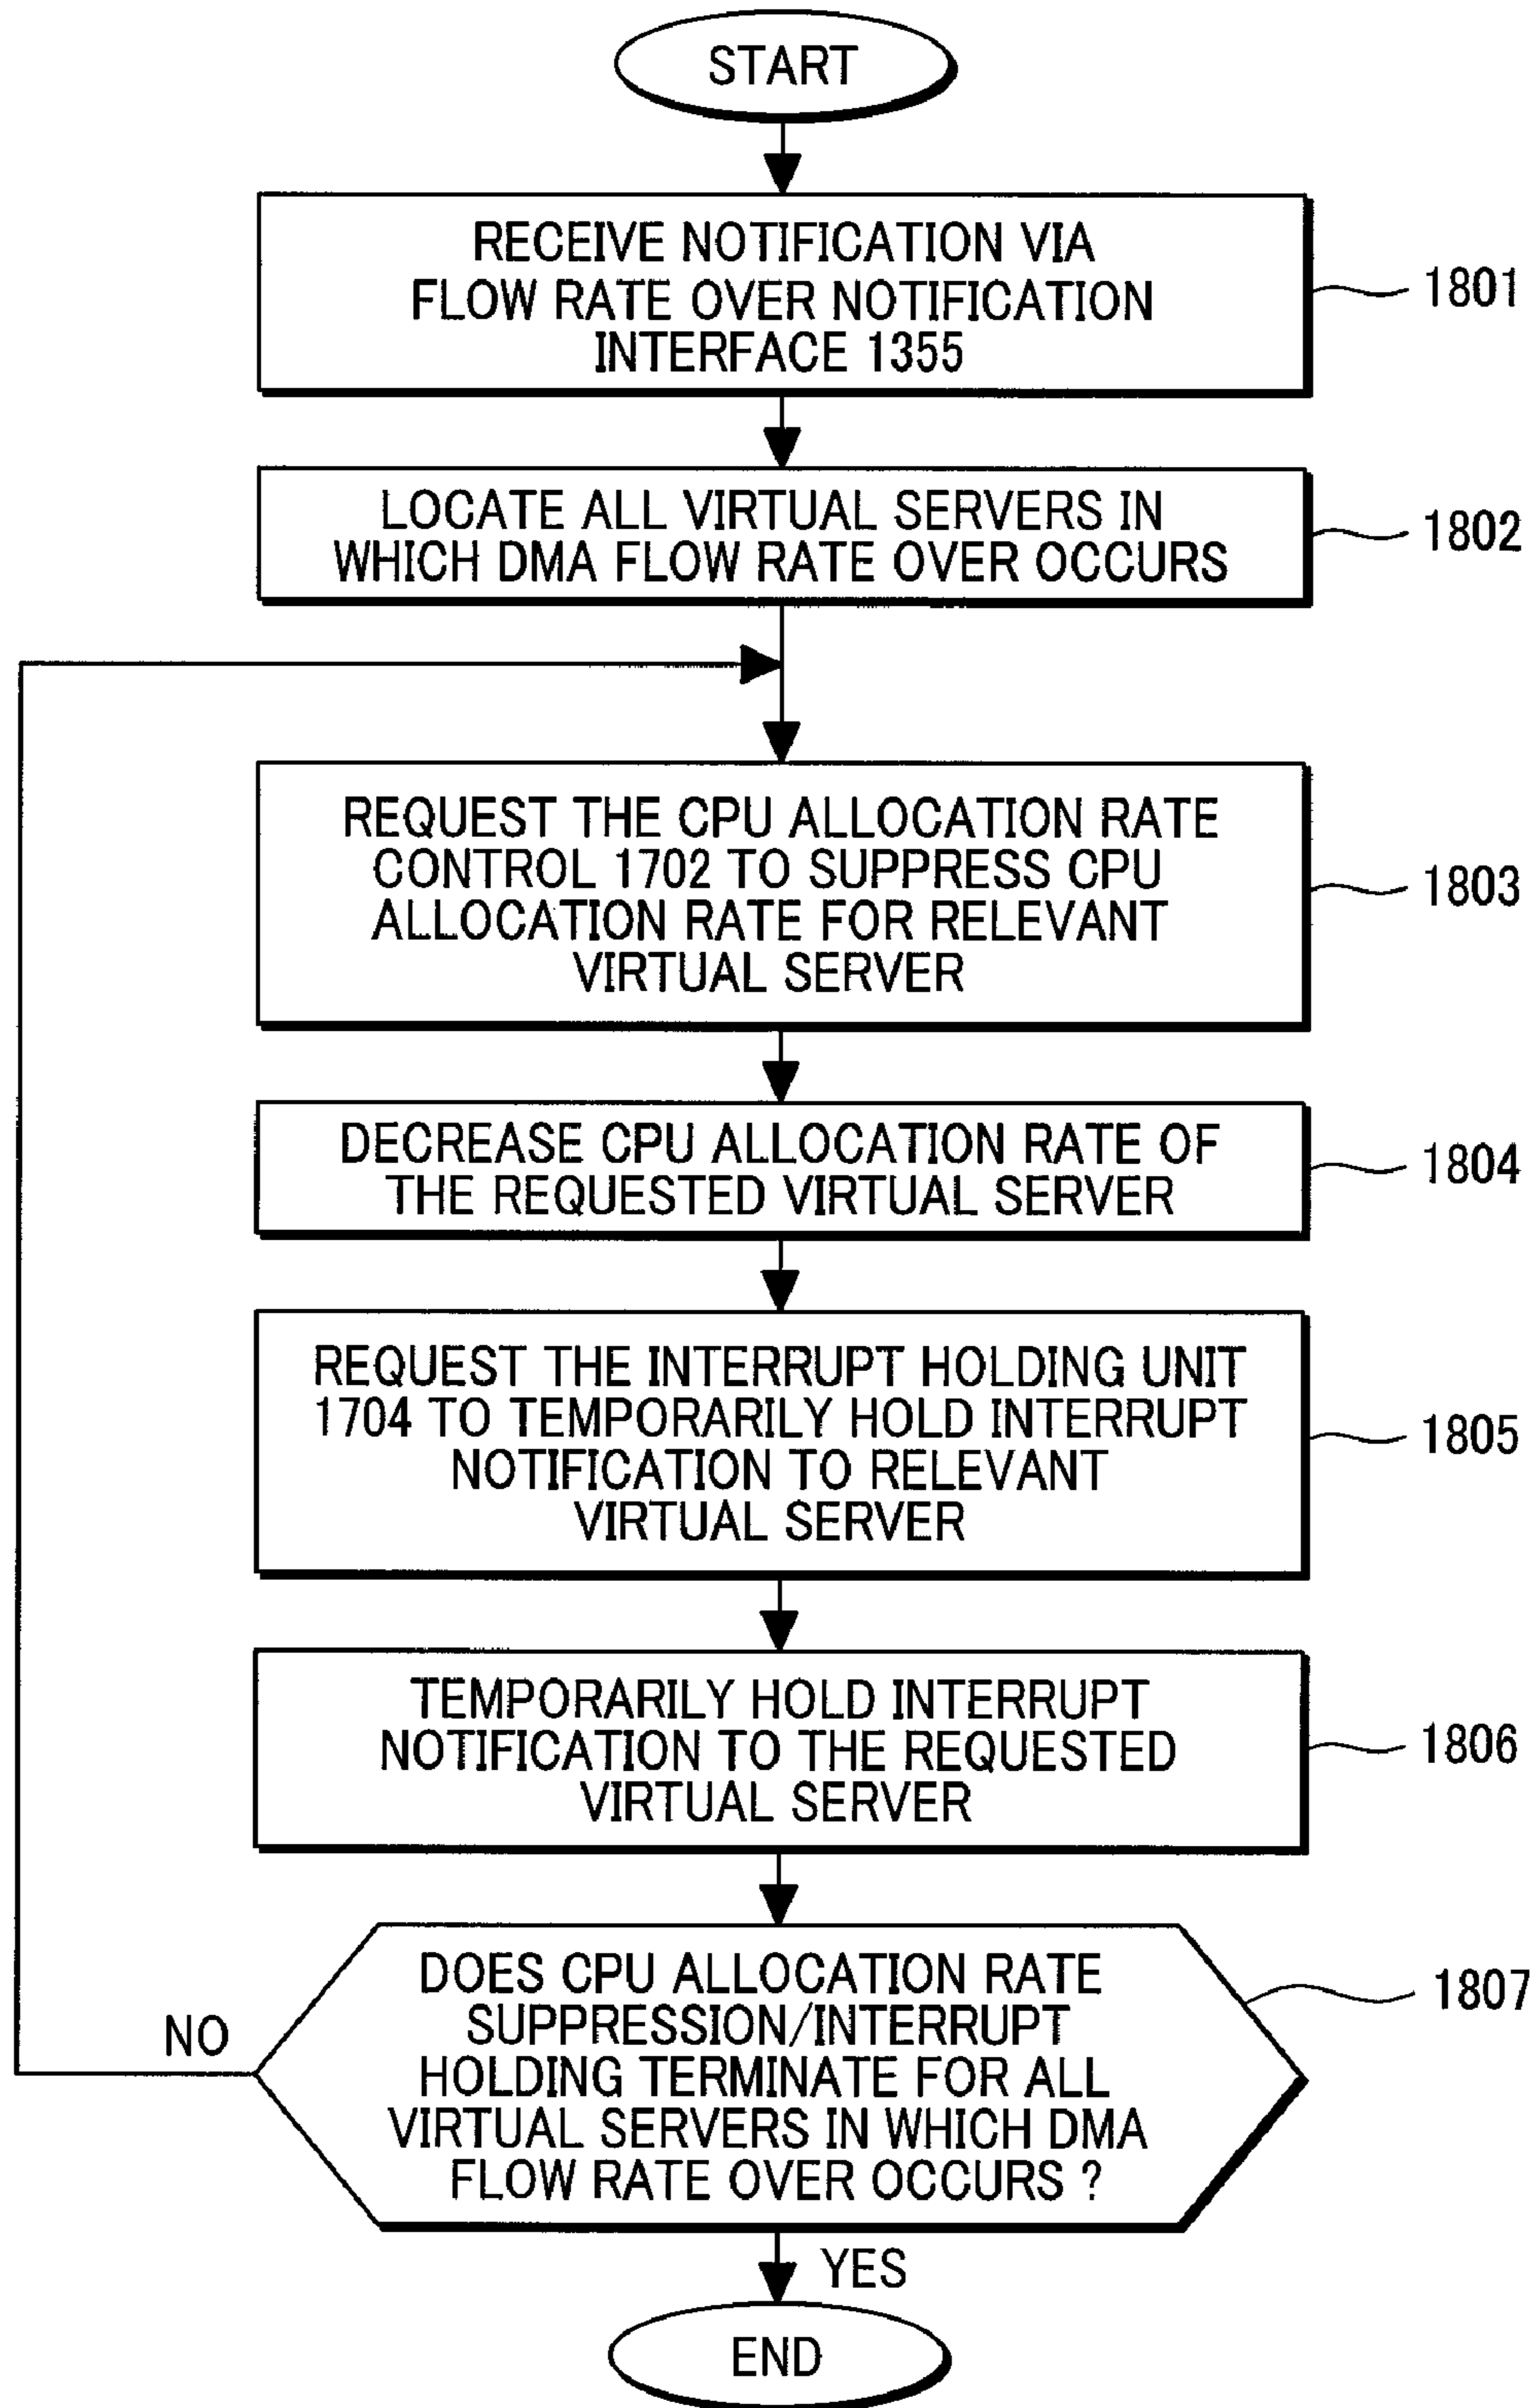 START
RECEIVE NOTIFICATION VIA
FLOW RATE OVER NOTIFICATION
INTERFACE 1355
1801
LOCATE ALL VIRTUAL SERVERS IN
WHICH DMA FLOW RATE OVER OCCURS
1802
REQUEST THE CPU ALLOCATION RATE
CONTROL 1702 TO SUPPRESS CPU
ALLOCATION RATE FOR RELEVANT
VIRTUAL SERVER
1803
DECREASE CPU ALLOCATION RATE OF
THE REQUESTED VIRTUAL SERVER
1804
REQUEST THE INTERRUPT HOLDING UNIT
1704 TO TEMPORARILY HOLD INTERRUPT
NOTIFICATION TO RELEVANT
VIRTUAL SERVER
1805
TEMPORARILY HOLD INTERRUPT
NOTIFICATION TO THE REQUESTED
VIRTUAL SERVER
1806
DOES CPU ALLOCATION RATE
SUPPRESSION/INTERRUPT
HOLDING TERMINATE FOR ALL
VIRTUAL SERVERS IN WHICH DMA
FLOW RATE OVER OCCURS ?
1807
NO
YES
END